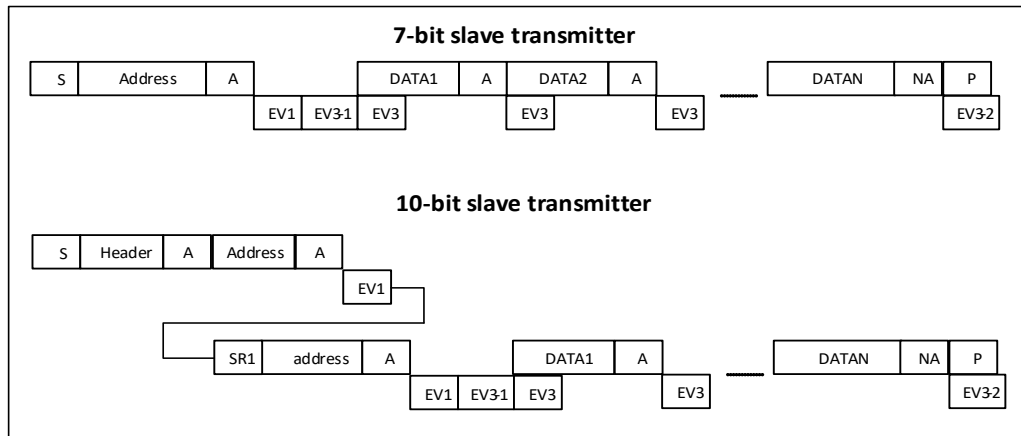 7-bit slave transmitter
S Address A DATA1 A DATA2 A DATAN NA P
EV1 EV3-1 EV3 EV3 EV3 EV3-2
10-bit slave transmitter
S Header A Address A
EV1
SR1 address A DATA1 A DATAN NA P
EV1 EV3-1 EV3 EV3 EV3-2